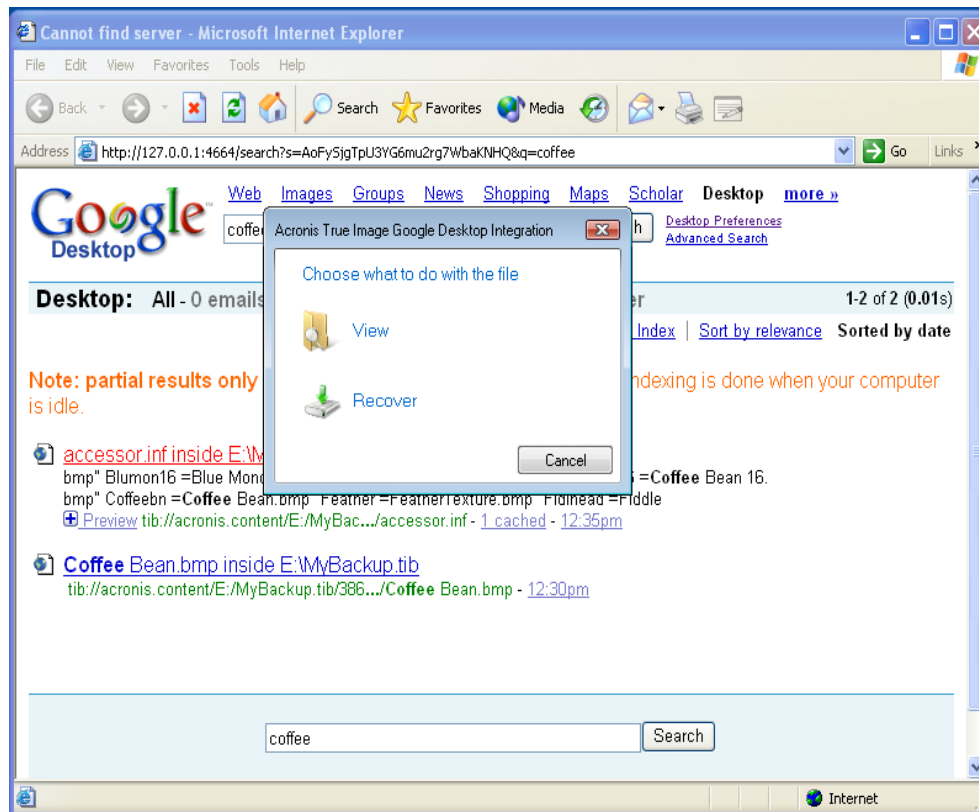 Cannot find server - Microsoft Internet Explorer
File Edit View Favorites Tools Help
Back Search Favorites Media
Address http://127.0.0.1:4664/search?s=AoFySjgTpU3YG6mu2rg7WbaKNHQ&q=coffee Go Links
Google Desktop
Web Images Groups News Shopping Maps Scholar Desktop more »
Desktop Preferences
Advanced Search
Acronis True Image Google Desktop Integration
Choose what to do with the file
View
Recover
Cancel
Desktop: All - 0 emails 1-2 of 2 (0.01s)
Index | Sort by relevance Sorted by date
Note: partial results only ndexing is done when your computer
is idle.
accessor.inf inside E:\M
bmp" Blumon16 =Blue Mon =Coffee Bean 16.
bmp" Coffeebn =Coffee Bean.bmp" Feather =FeatherTexture.bmp" Fidlhead =Fiddle
Preview tib://acronis.content/E:/MyBac.../accessor.inf - 1 cached - 12:35pm
Coffee Bean.bmp inside E:\MyBackup.tib
tib://acronis.content/E:/MyBackup.tib/386.../Coffee Bean.bmp - 12:30pm
coffee Search
Internet